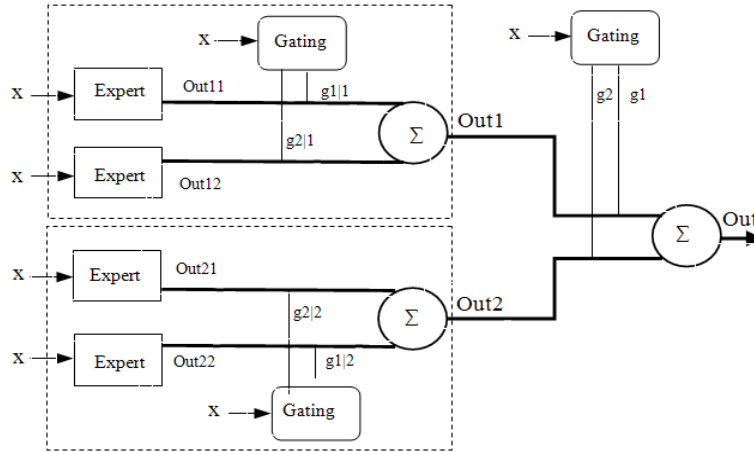 X
Gating
X
Expert
Out11
g1|1
g2|1
Σ
Out1
X
Expert
Out12
X
Gating
g2
g1
Σ
Out
X
Expert
Out21
g2|2
Σ
Out2
X
Expert
Out22
g1|2
X
Gating